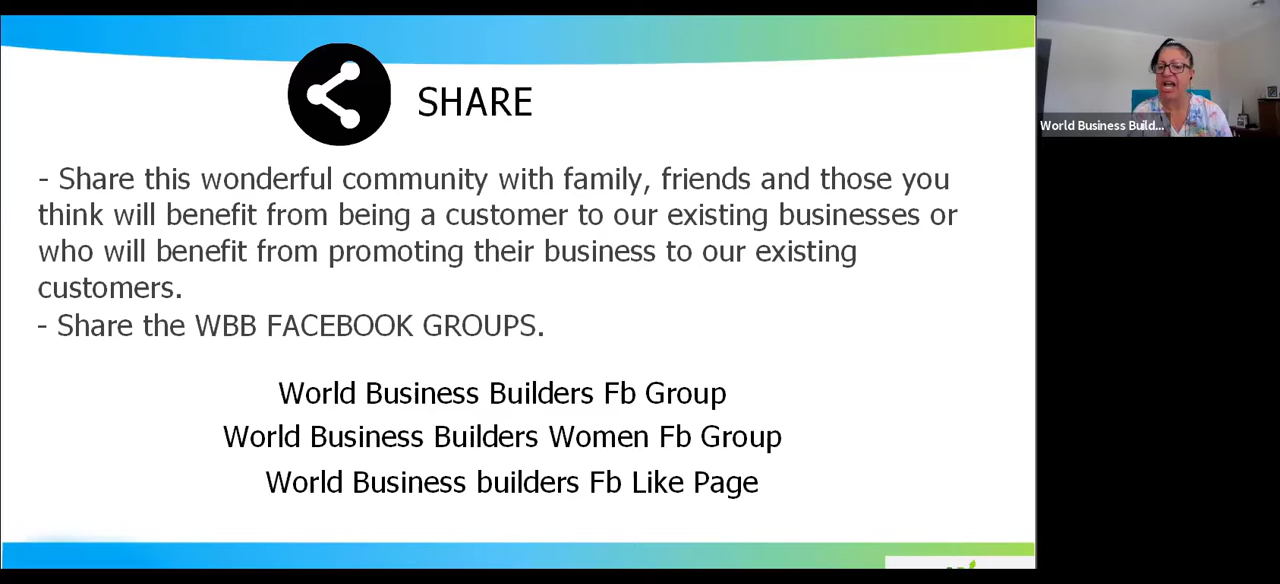 SHARE
- Share this wonderful community with family, friends and those you
think will benefit from being a customer to our existing businesses or
who will benefit from promoting their business to our existing
customers.
- Share the WBB FACEBOOK GROUPS.
World Business Builders Fb Group
World Business Builders Women Fb Group
World Business builders Fb Like Page
World Business Build...